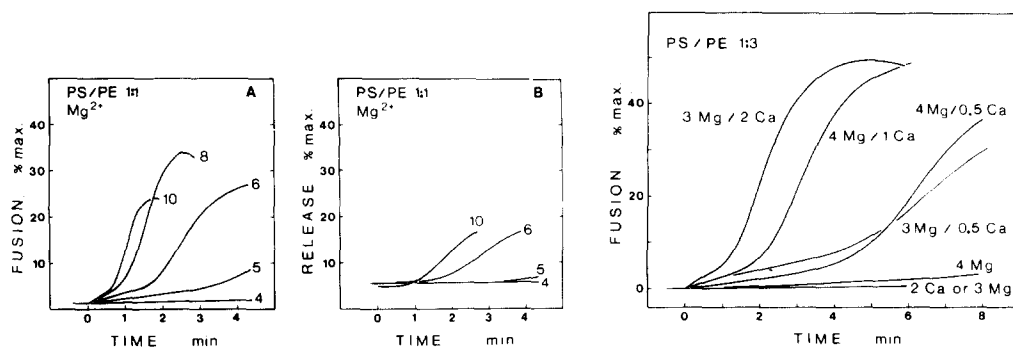 PS/PE 1:1 A
Mg2+
FUSION % max.
40
30
20
10
8
6
10
5
4
0 1 2 3 4
TIME min
PS/PE 1:1 B
Mg2+
RELEASE % max.
40
30
20
10
10
6
5
4
0 1 2 3 4
TIME min
PS / PE 1:3
FUSION % max.
40
20
0
3 Mg / 2 Ca
4 Mg / 1 Ca
4 Mg / 0.5 Ca
3 Mg / 0.5 Ca
4 Mg
2 Ca or 3 Mg
0 2 4 6 8
TIME min